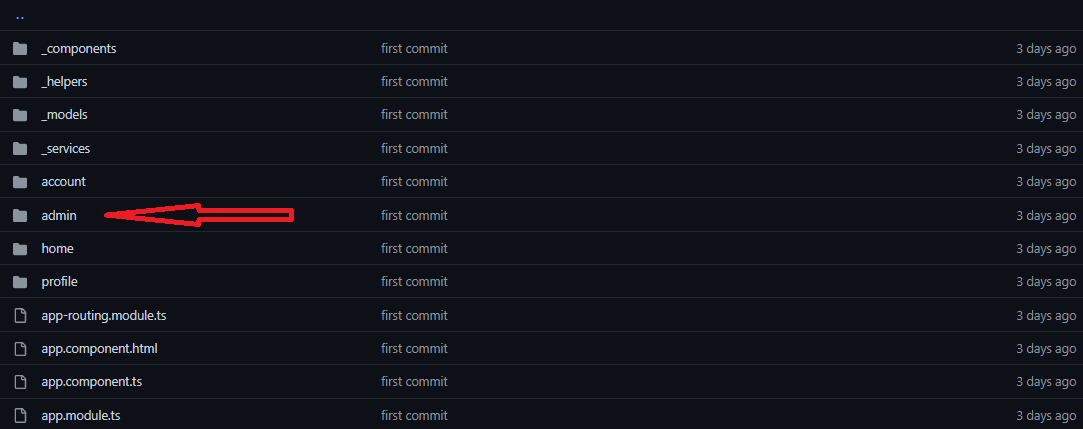 ..
_components first commit 3 days ago
_helpers first commit 3 days ago
_models first commit 3 days ago
_services first commit 3 days ago
account first commit 3 days ago
admin first commit 3 days ago
home first commit 3 days ago
profile first commit 3 days ago
app-routing.module.ts first commit 3 days ago
app.component.html first commit 3 days ago
app.component.ts first commit 3 days ago
app.module.ts first commit 3 days ago